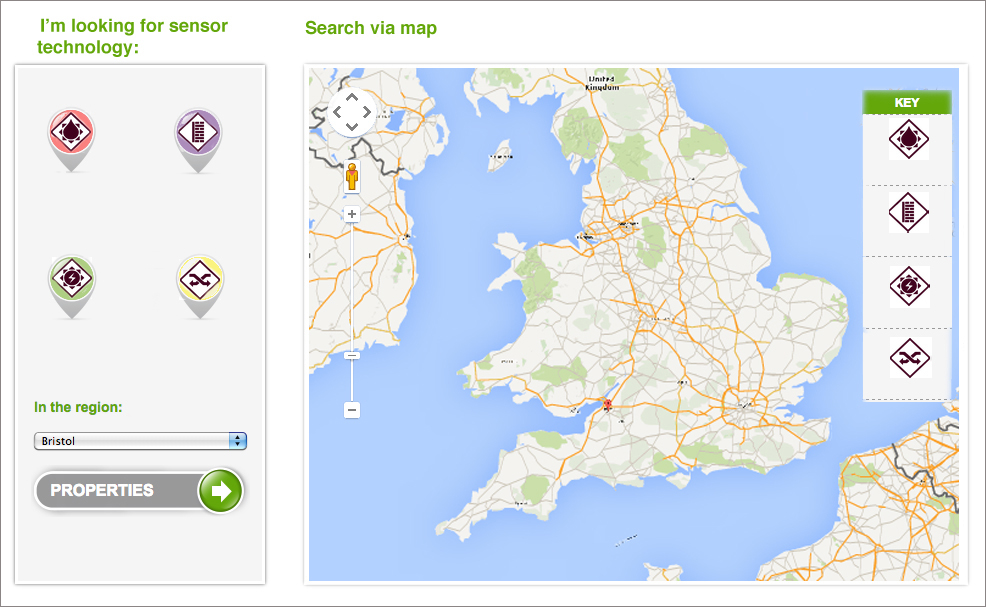 I'm looking for sensor
technology:
Search via map
United
Kingdom
KEY
In the region:
Bristol
PROPERTIES